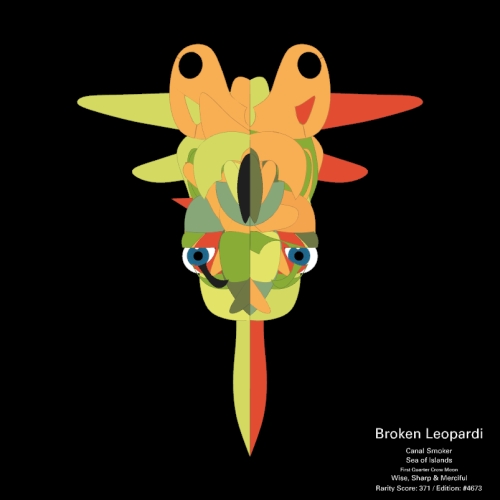 Broken Leopardi
Canal Smoker
Sea of Islands
First Quarter Crow Moon
Wise, Sharp & Merciful
Rarity Score: 371 / Edition: #4673